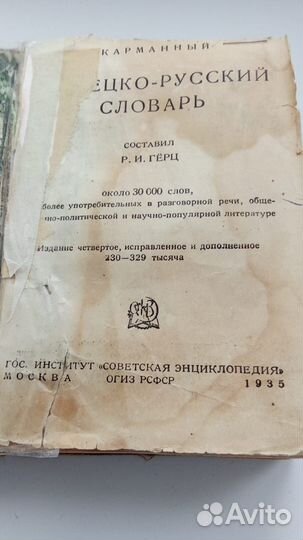 КАРМАННЫЙ
ЕЦКО-РУССКИЙ
СЛОВАРЬ
СОСТАВИЛ
Р. И. ГЁРЦ
около 30 000 слов,
более употребительных в разговорной речи, обще-
но-политической и научно-популярной литературе
Издание четвертое, исправленное и дополненное
230—329 тысяча
ГОС. ИНСТИТУТ «СОВЕТСКАЯ ЭНЦИКЛОПЕДИЯ»
МОСКВА ОГИЗ РСФСР 1935
Avito